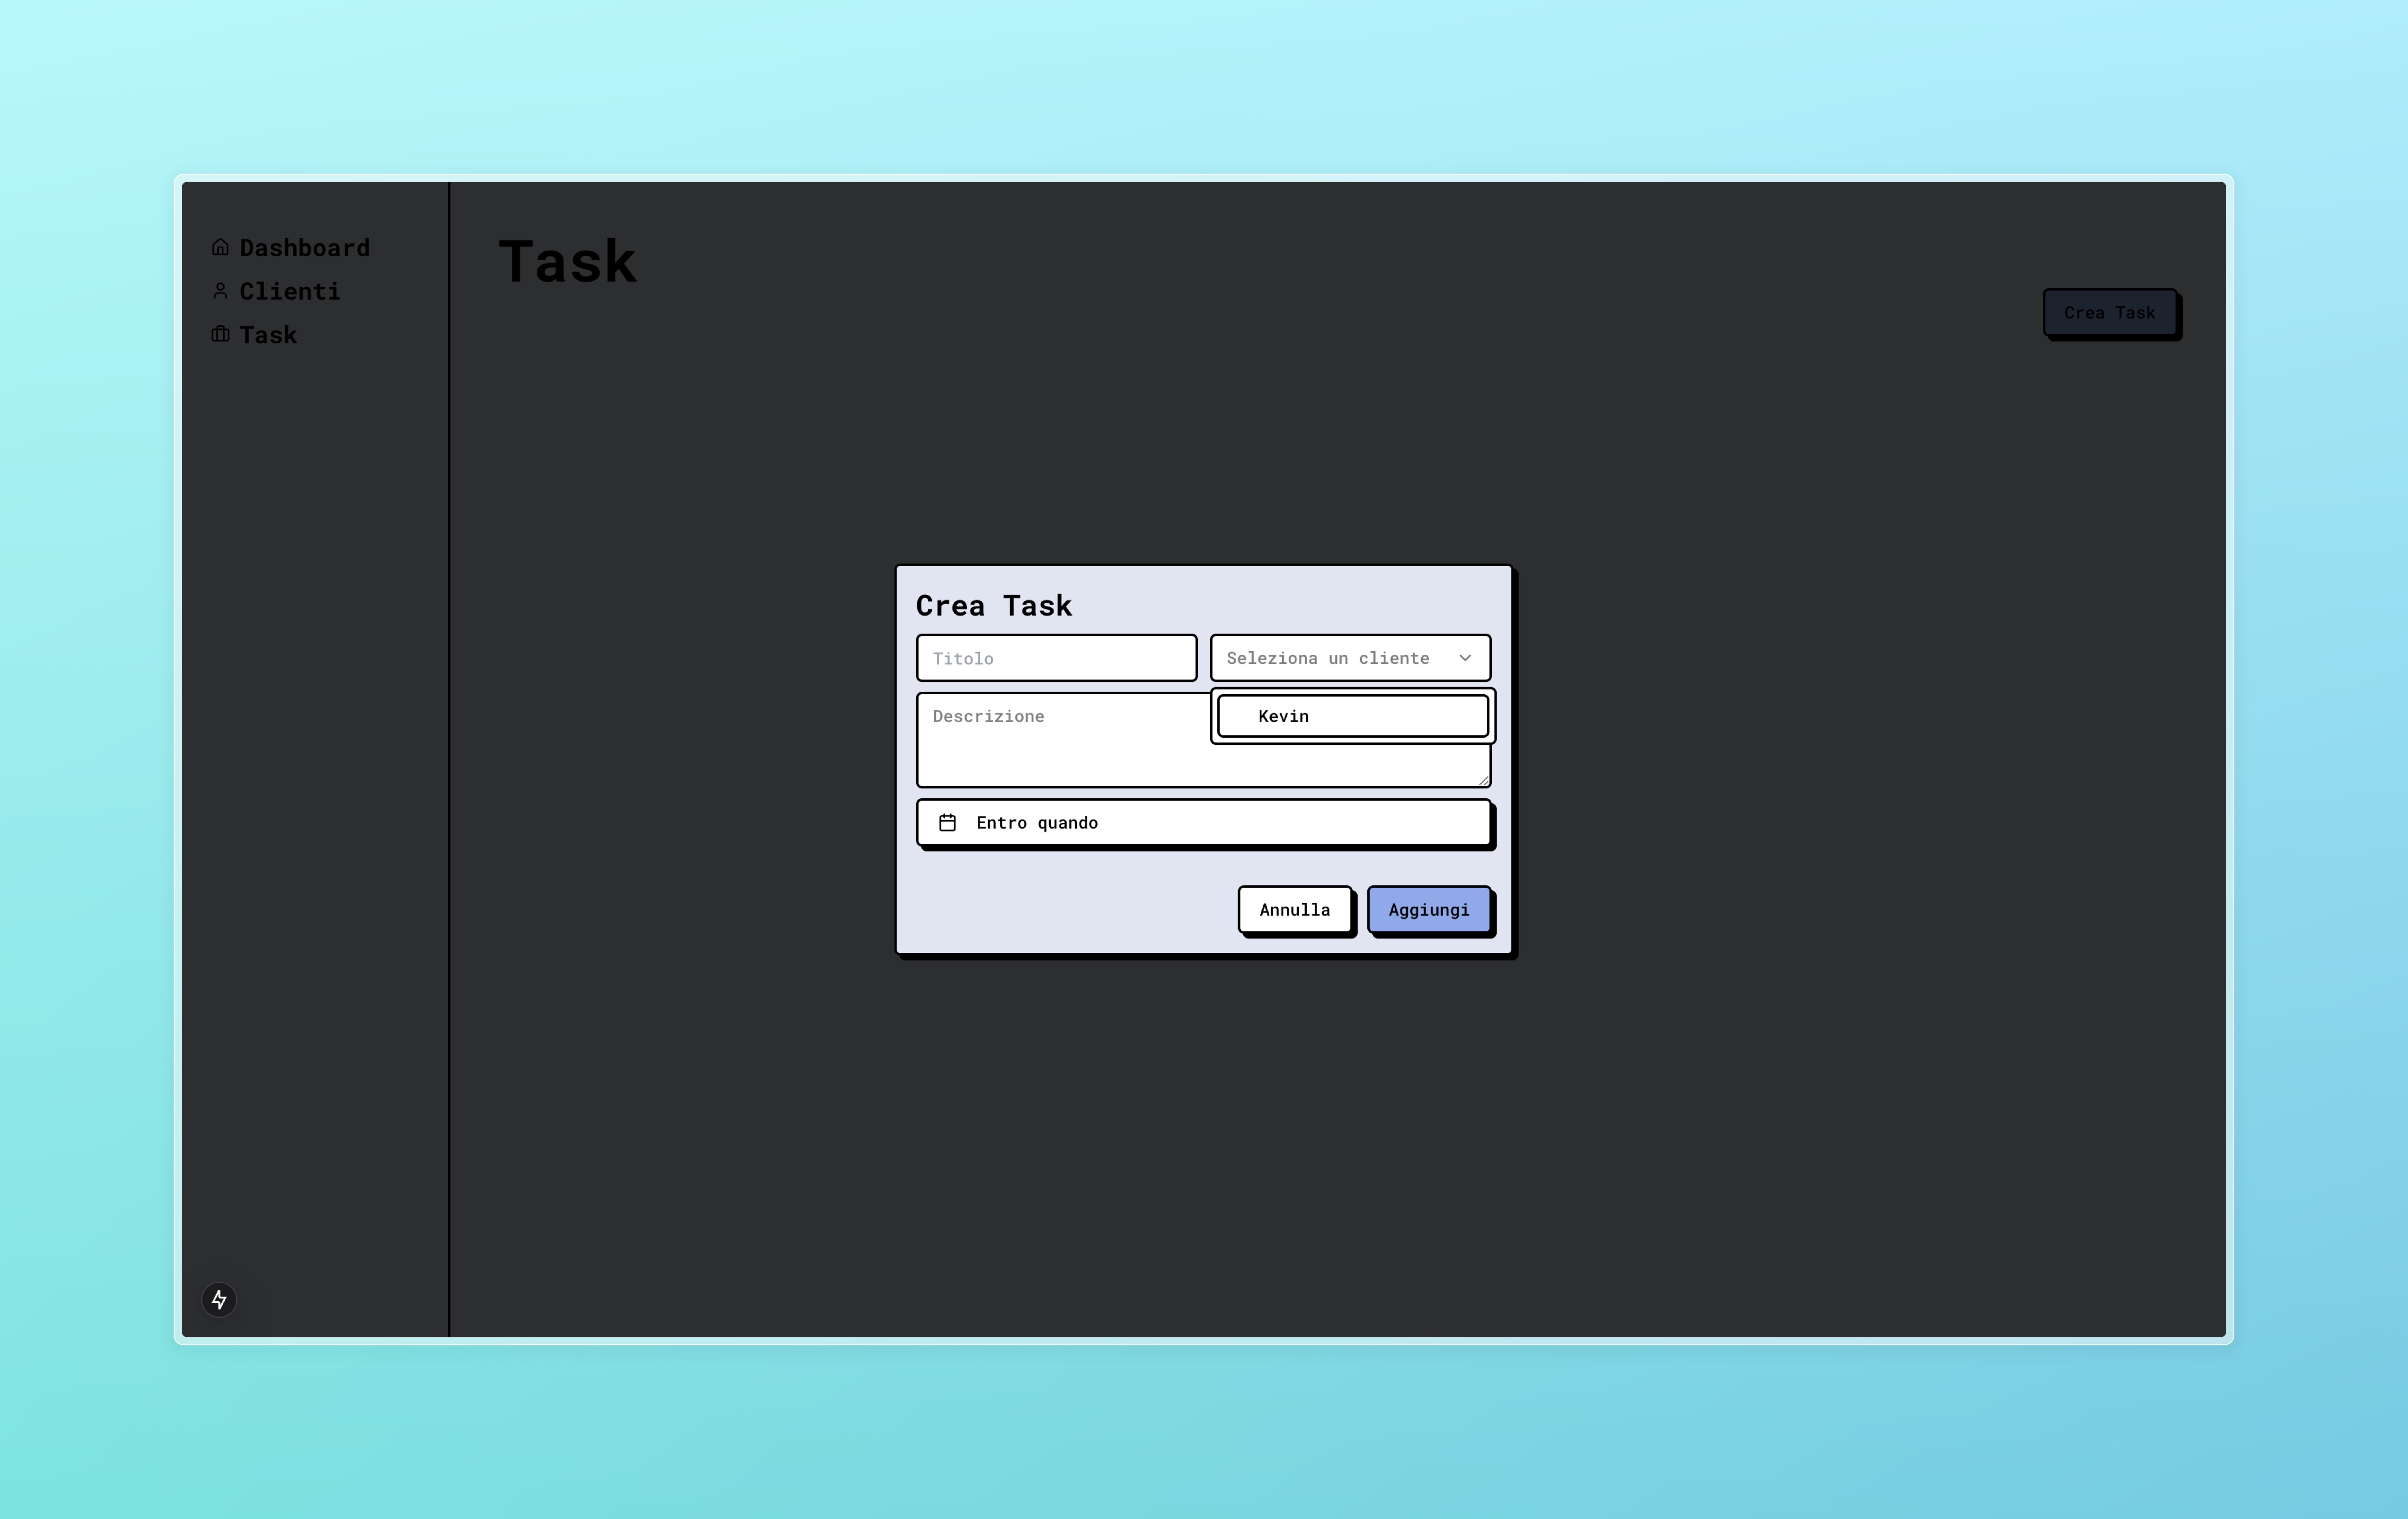 Dashboard
Clienti
Task
Task
Crea Task
Crea Task
Titolo
Seleziona un cliente
Descrizione
Kevin
Entro quando
Annulla
Aggiungi